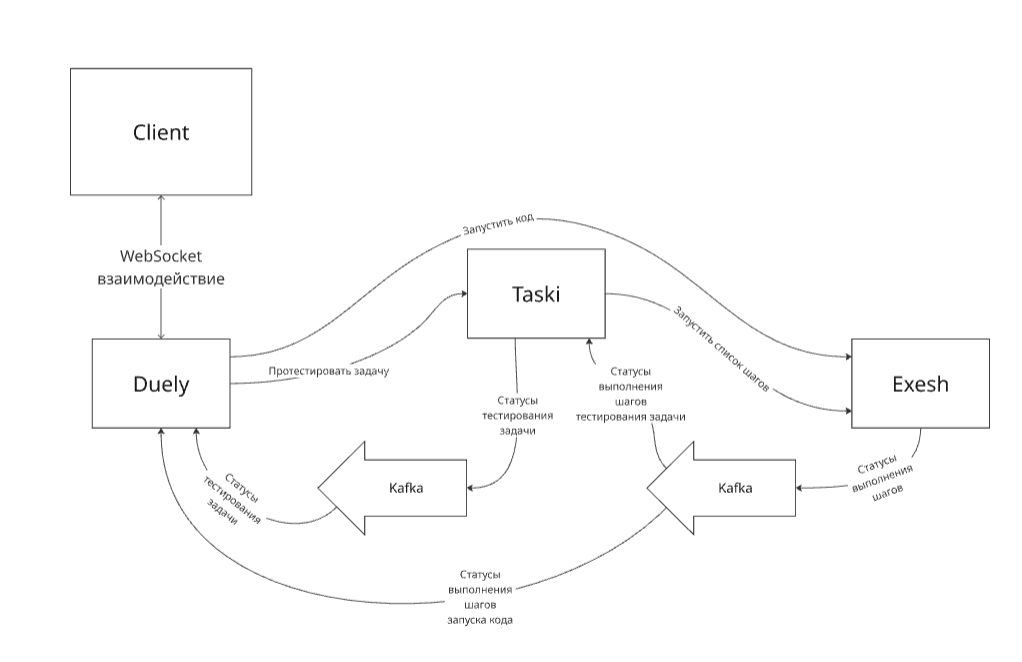 Client
WebSocket
взаимодействие
Запустить код
Taski
Запустить список шагов
Duely
Протестировать задачу
Exesh
Статусы
тестирования
задачи
Статусы
выполнения
шагов
тестирования задачи
Статусы
выполнения
шагов
Статусы
тестирования
задачи
Kafka
Kafka
Статусы
выполнения
шагов
запуска кода